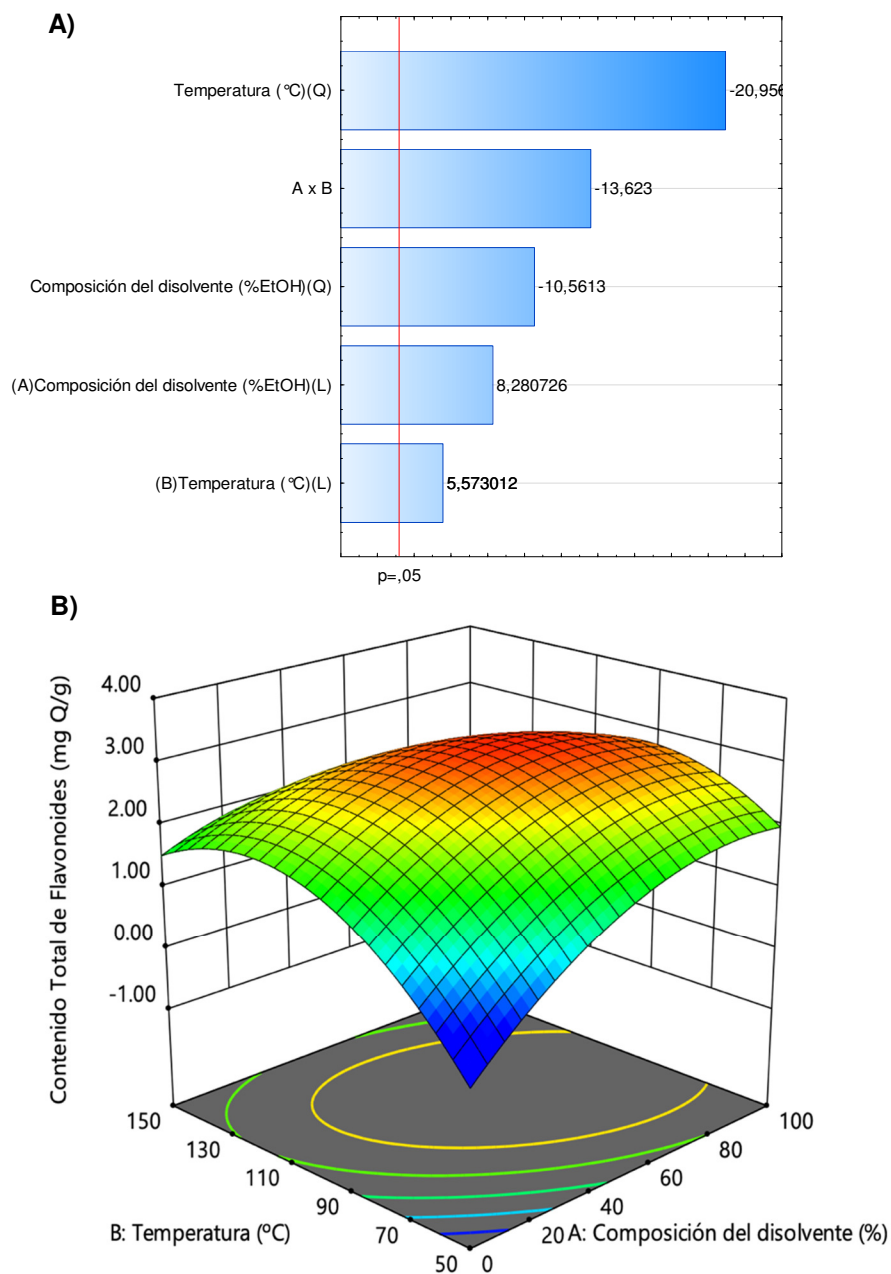 A)
Temperatura (°C)(Q)
-20,956
A x B
-13,623
Composición del disolvente (%EtOH)(Q)
-10,5613
(A)Composición del disolvente (%EtOH)(L)
8,280726
(B)Temperatura (°C)(L)
5,573012
p=,05
B)
Contenido Total de Flavonoides (mg Q/g)
4.00
3.00
2.00
1.00
0.00
-1.00
150
130
110
90
70
50
B: Temperatura (ºC)
0
20
40
60
80
100
A: Composición del disolvente (%)